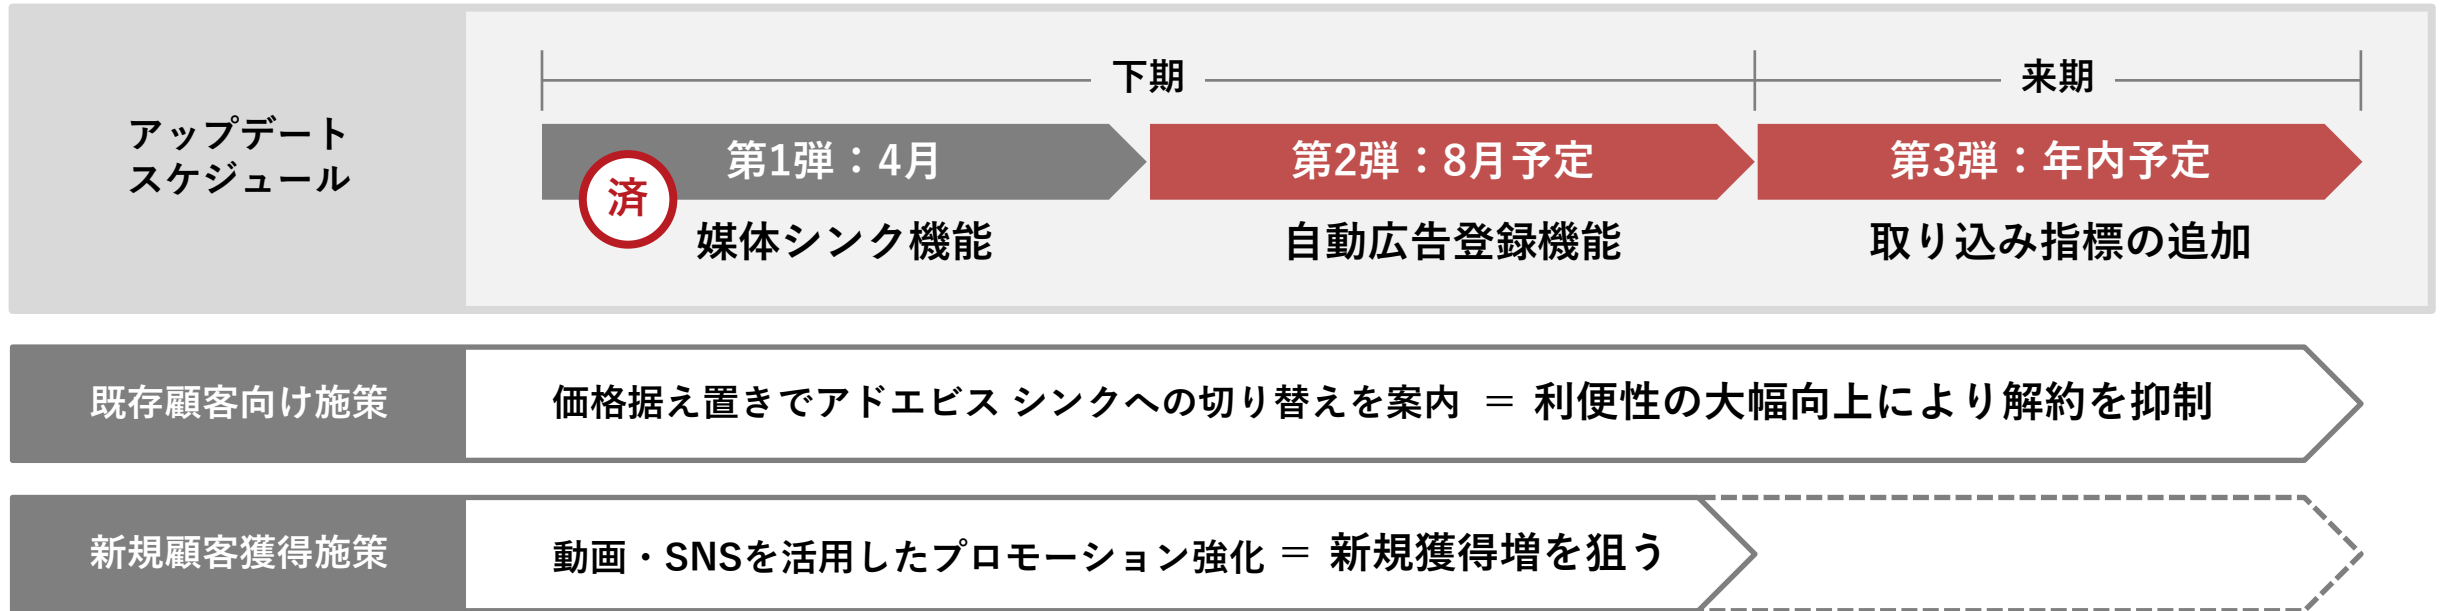 アップデート
スケジュール
下期
来期
第1弾：4月
第2弾：8月予定
第3弾：年内予定
済
媒体シンク機能
自動広告登録機能
取り込み指標の追加
既存顧客向け施策
価格据え置きでアドエビス シンクへの切り替えを案内 ＝ 利便性の大幅向上により解約を抑制
新規顧客獲得施策
動画・SNSを活用したプロモーション強化 ＝ 新規獲得増を狙う